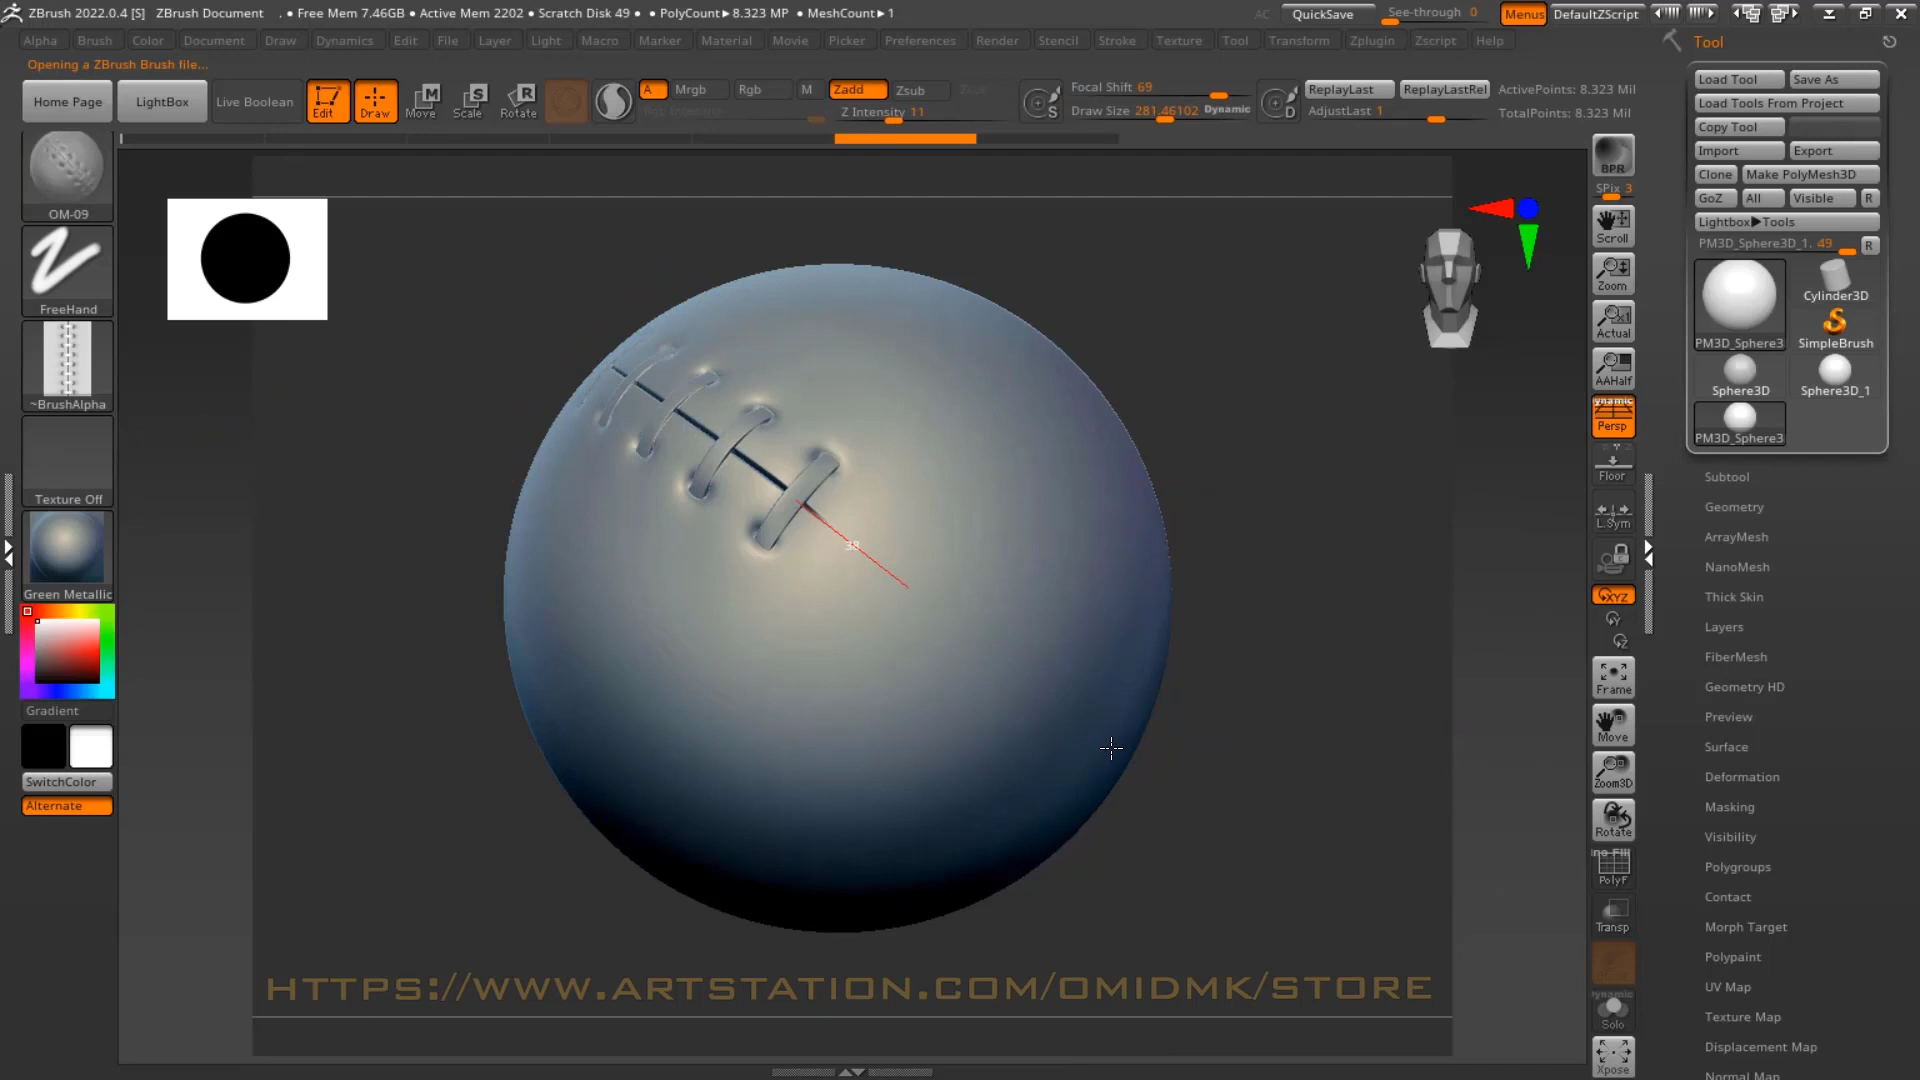 ZBrush 2022.0.4 [S] ZBrush Document . • Free Mem 7.46GB • Active Mem 2202 • Scratch Disk 49 • • PolyCount▶8.323 MP • MeshCount▶1 AC QuickSave See-through 0 Menus DefaultZScript
Alpha Brush Color Document Draw Dynamics Edit File Layer Light Macro Marker Material Movie Picker Preferences Render Stencil Stroke Texture Tool Transform Zplugin Zscript Help Tool
Opening a ZBrush Brush file...
Home Page LightBox Live Boolean Edit Draw Move Scale Rotate
A Mrgb Rgb M Zadd Zsub
Z Intensity 11
Focal Shift 69
Draw Size 281.46102 Dynamic
ReplayLast ReplayLastRel ActivePoints: 8.323 Mil
AdjustLast 1 TotalPoints: 8.323 Mil
OM-09
FreeHand
~BrushAlpha
Texture Off
Green Metallic
Gradient
SwitchColor
Alternate
38
HTTPS://WWW.ARTSTATION.COM/OMIDMK/STORE
BPR
SPix 3
Scroll
Zoom
Actual
AAHalf
Persp
Floor
L.Sym
XYZ
Frame
Move
Zoom3D
Rotate
PolyF
Transp
Dynamic
Solo
Xpose
Load Tool Save As
Load Tools From Project
Copy Tool
Import Export
Clone Make PolyMesh3D
GoZ All Visible R
Lightbox▶Tools
PM3D_Sphere3D_1. 49 R
PM3D_Sphere3 Cylinder3D
SimpleBrush
Sphere3D Sphere3D_1
PM3D_Sphere3
Subtool
Geometry
ArrayMesh
NanoMesh
Thick Skin
Layers
FiberMesh
Geometry HD
Preview
Surface
Deformation
Masking
Visibility
Polygroups
Contact
Morph Target
Polypaint
UV Map
Texture Map
Displacement Map
Normal Map